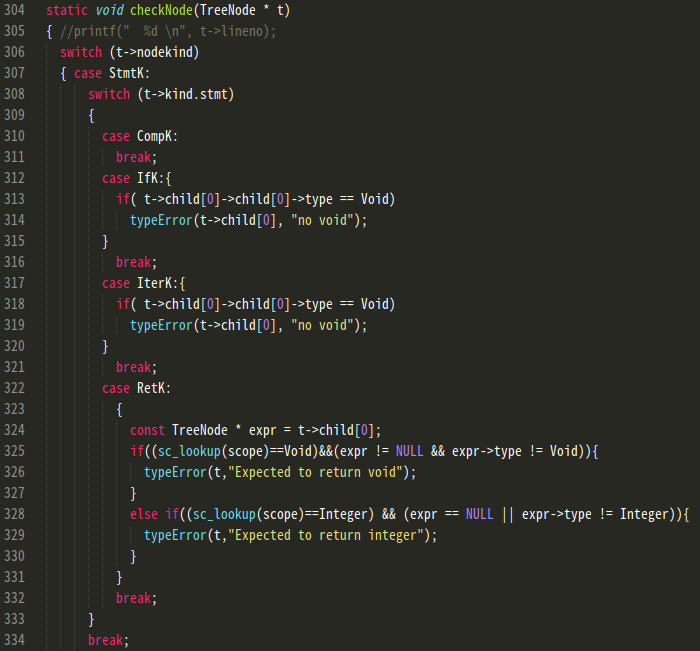 304 static void checkNode(TreeNode * t)
305 { //printf("  %d \n", t->lineno);
306   switch (t->nodekind)
307   { case StmtK:
308       switch (t->kind.stmt)
309       {
310         case CompK:
311           break;
312         case IfK:{
313           if( t->child[0]->child[0]->type == Void)
314             typeError(t->child[0], "no void");
315         }
316           break;
317         case IterK:{
318           if( t->child[0]->child[0]->type == Void)
319             typeError(t->child[0], "no void");
320         }
321           break;
322         case RetK:
323           {
324             const TreeNode * expr = t->child[0];
325             if((sc_lookup(scope)==Void)&&(expr != NULL && expr->type != Void)){
326               typeError(t,"Expected to return void");
327             }
328             else if((sc_lookup(scope)==Integer) && (expr == NULL || expr->type != Integer)){
329               typeError(t,"Expected to return integer");
330             }
331           }
332           break;
333       }
334       break;